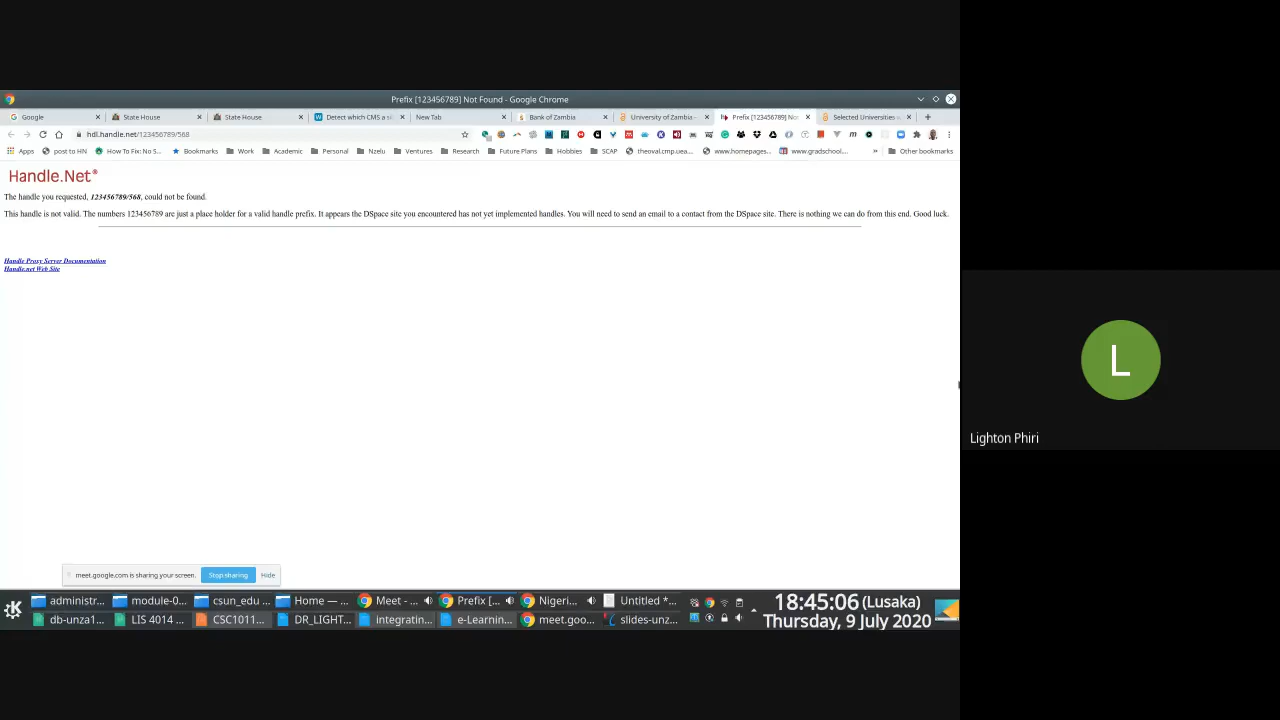 Prefix [123456789] Not Found - Google Chrome
Google
State House
State House
Detect which CMS a si
New Tab
Bank of Zambia
University of Zambia -
Prefix [123456789] No
Selected Universities o
hdl.handle.net/123456789/568
Apps
post to HN
How To Fix: No S...
Bookmarks
Work
Academic
Personal
Nzelu
Ventures
Research
Future Plans
Hobbies
SCAP
theoval.cmp.uea...
www.homepages...
www.gradschool....
»
Other bookmarks
Handle.Net®
The handle you requested, 123456789/568, could not be found.
This handle is not valid. The numbers 123456789 are just a place holder for a valid handle prefix. It appears the DSpace site you encountered has not yet implemented handles. You will need to send an email to a contact from the DSpace site. There is nothing we can do from this end. Good luck.
Handle Proxy Server Documentation
Handle.net Web Site
L
Lighton Phiri
meet.google.com is sharing your screen.
Stop sharing
Hide
administr...
module-0...
csun_edu ...
Home — ...
Meet - ...
Prefix [...
Nigeri...
Untitled *...
db-unza1...
LIS 4014 ...
CSC1011...
DR_LIGHT...
integratin...
e-Learnin...
meet.goo...
slides-unz...
18:45:06 (Lusaka)
Thursday, 9 July 2020